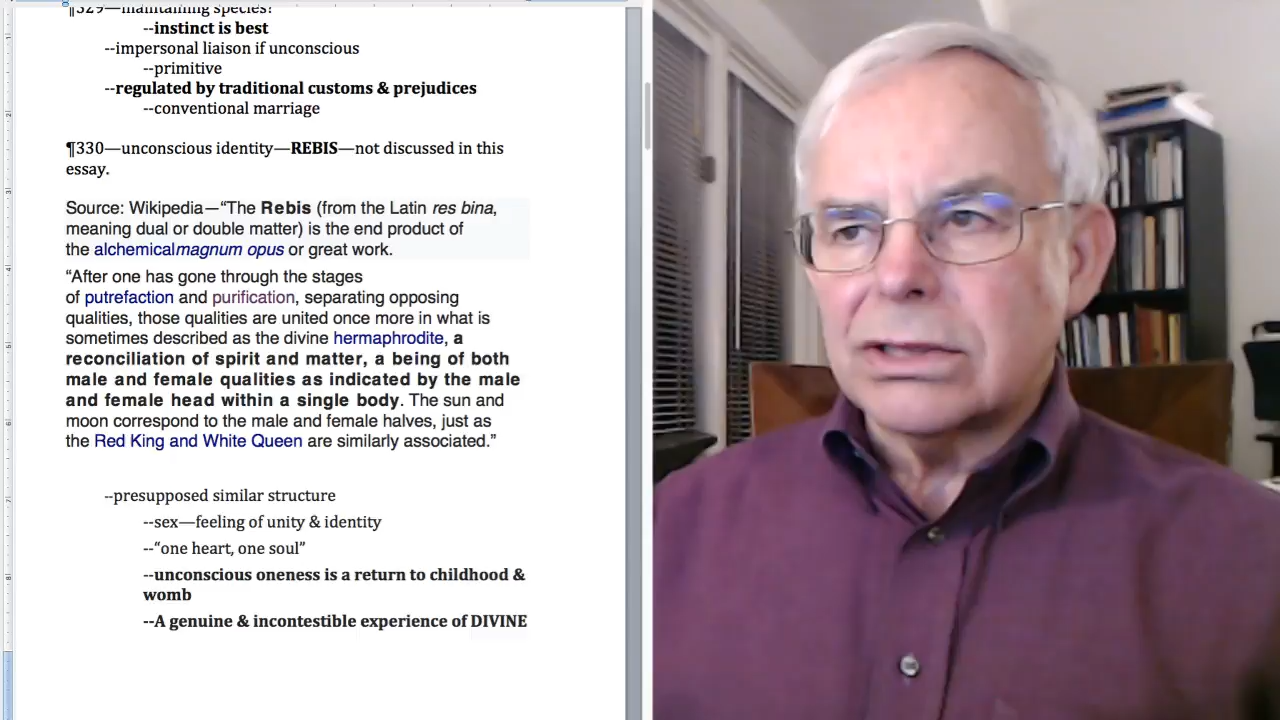 ¶329—maintaining species?
--instinct is best
--impersonal liaison if unconscious
--primitive
--regulated by traditional customs & prejudices
--conventional marriage
¶330—unconscious identity—REBIS—not discussed in this
essay.
Source: Wikipedia—“The Rebis (from the Latin res bina,
meaning dual or double matter) is the end product of
the alchemicalmagnum opus or great work.
“After one has gone through the stages
of putrefaction and purification, separating opposing
qualities, those qualities are united once more in what is
sometimes described as the divine hermaphrodite, a
reconciliation of spirit and matter, a being of both
male and female qualities as indicated by the male
and female head within a single body. The sun and
moon correspond to the male and female halves, just as
the Red King and White Queen are similarly associated.”
--presupposed similar structure
--sex—feeling of unity & identity
--“one heart, one soul”
--unconscious oneness is a return to childhood &
womb
--A genuine & incontestible experience of DIVINE